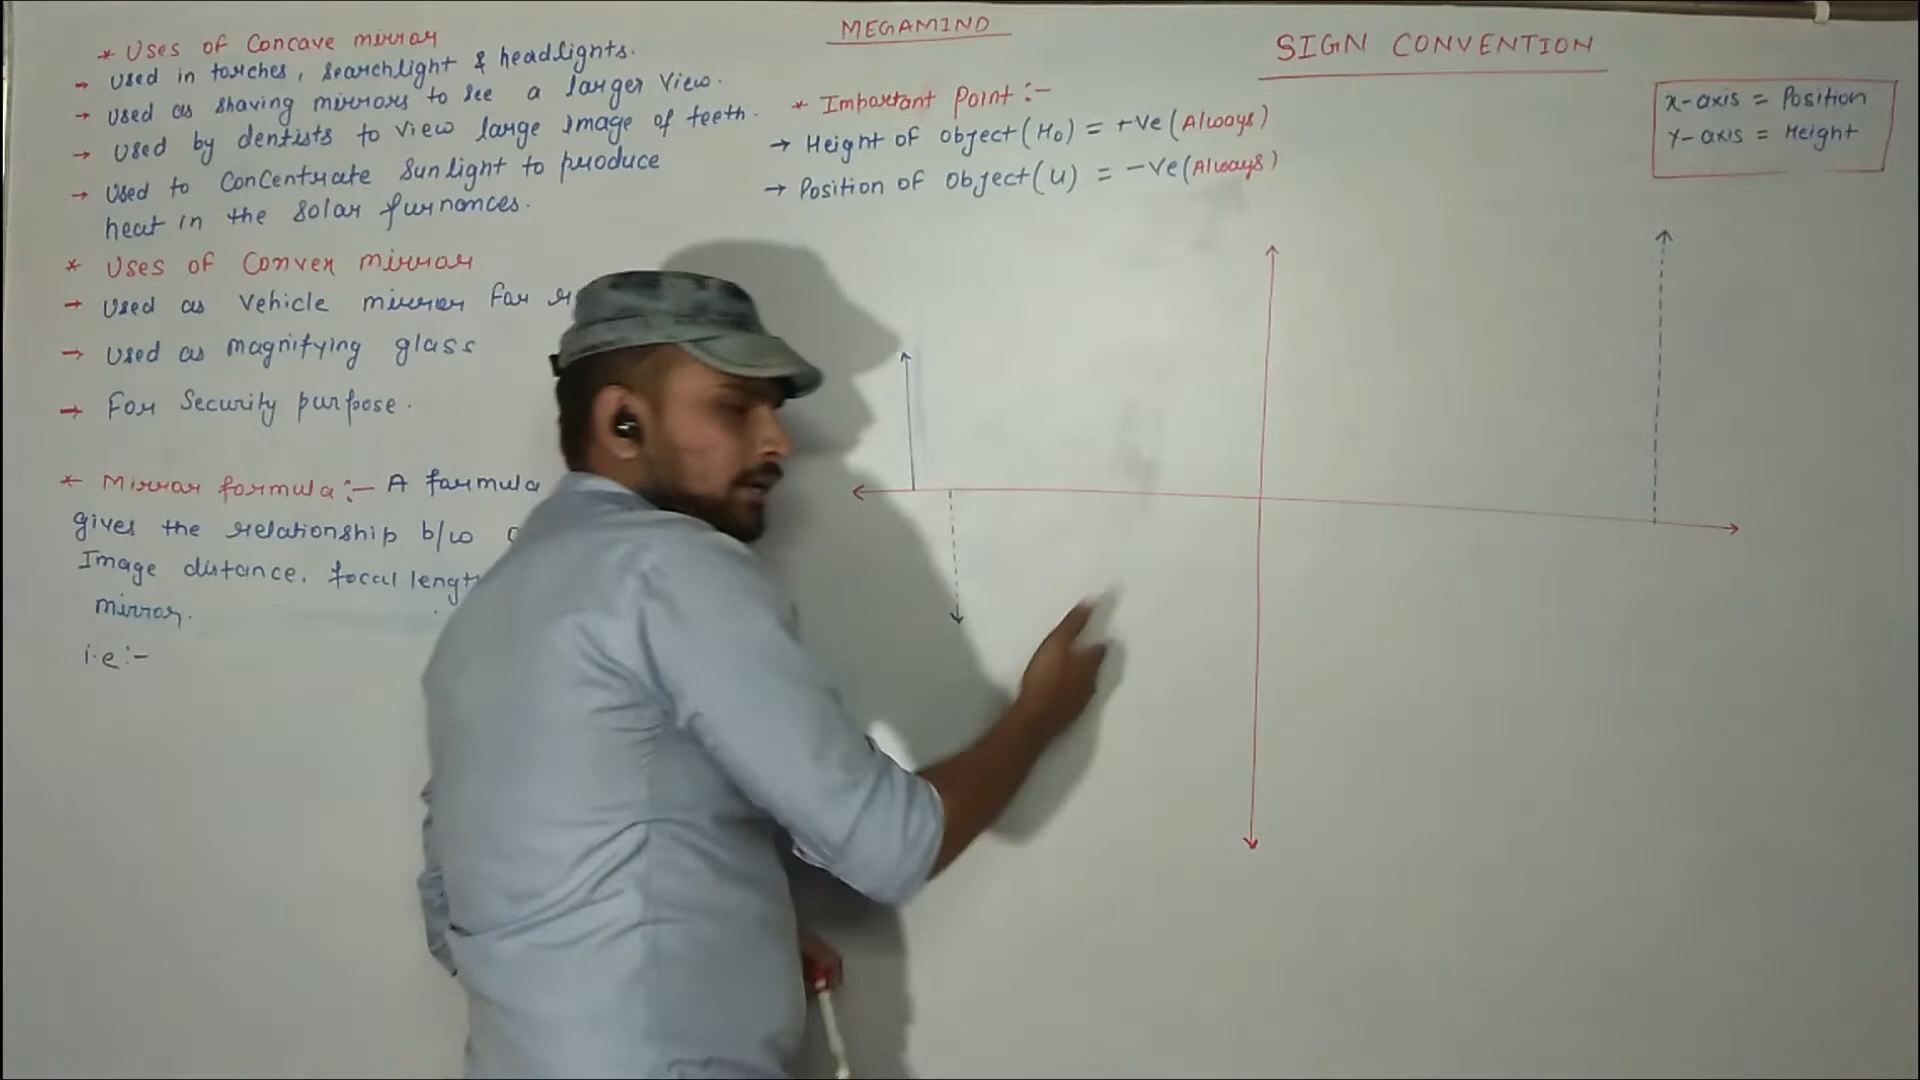 * Uses of Concave mirror
→ Used in torches, searchlight & headlights.
→ Used as shaving mirrors to see a larger view.
→ Used by dentists to view large image of teeth.
→ Used to Concentrate Sunlight to produce
heat in the Solar furnances.
* Uses of Convex mirror
→ Used as Vehicle mirror For
→ Used as magnifying glass
→ For Security purpose.
* Mirror formula :- A formula
gives the relationship b/w
Image distance, focal length
mirror.
i.e :-
MEGAMIND
* Important Point :-
→ Height of object (Ho) = +ve (Always)
→ Position of object (u) = -ve (Always)
SIGN CONVENTION
x-axis = Position
Y-axis = Height